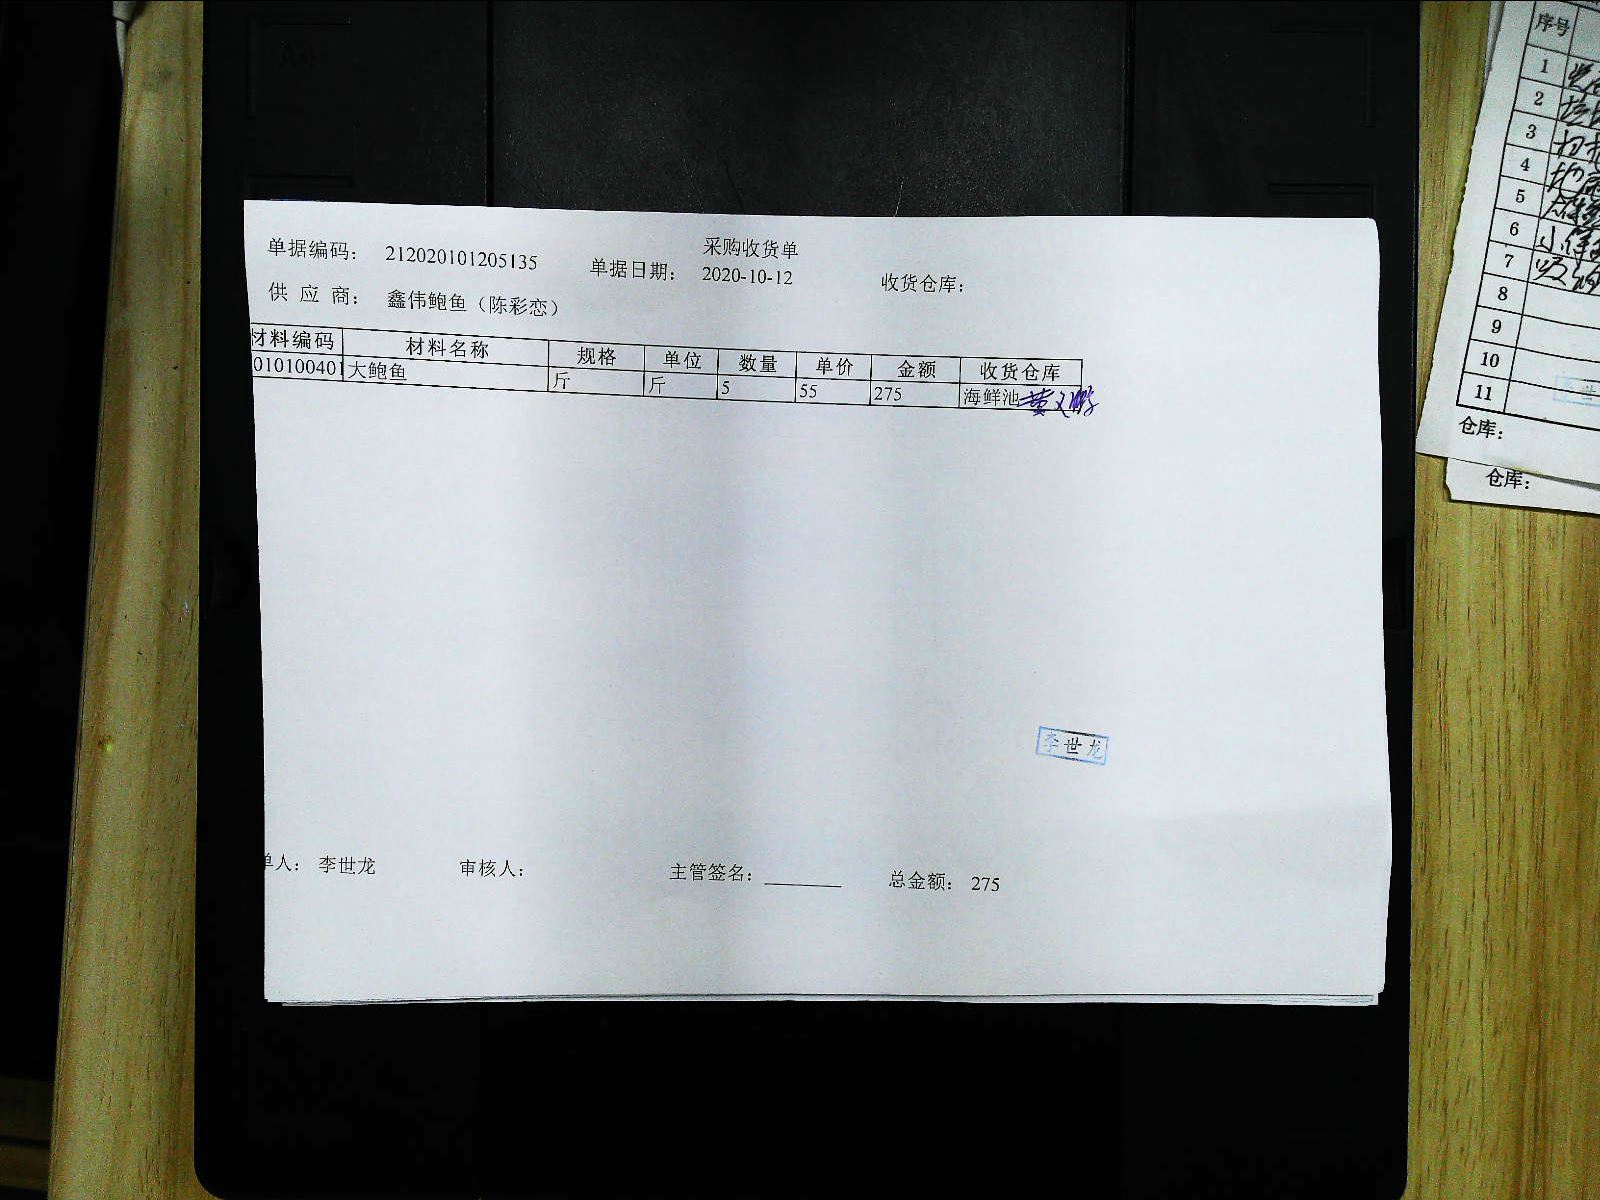 采购收货单
单据编码： 212020101205135 单据日期： 2020-10-12 收货仓库：
供 应 商： 鑫伟鲍鱼（陈彩恋）
材料编码 材料名称 规格 单位 数量 单价 金额 收货仓库
010100401 大鲍鱼 斤 斤 5 55 275 海鲜池
李世龙
单人： 李世龙 审核人： 主管签名： 总金额： 275
序号
1
2
3
4
5
6
7
8
9
10
11
仓库：
仓库：